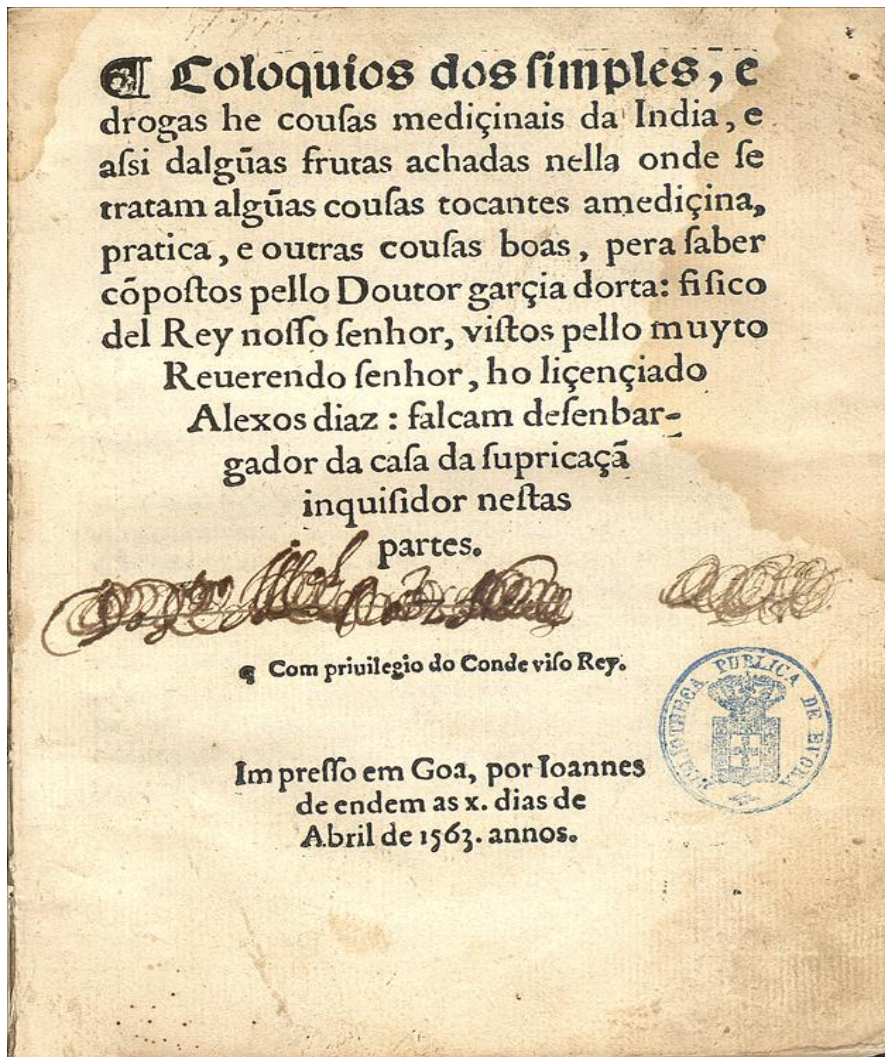 ¶ Coloquios dos ſimples, e
drogas he couſas mediçinais da India, e
aſsi dalgũas frutas achadas nella onde ſe
tratam algũas couſas tocantes amediçina,
pratica, e outras couſas boas, pera ſaber
cõpoſtos pello Doutor garçia dorta: fiſico
del Rey noſſo ſenhor, viſtos pello muyto
Reuerendo ſenhor, ho liçençiado
Alexos diaz: falcam deſenbar-
gador da caſa da ſupricaçã
inquiſidor neſtas
partes.
¶ Com priuilegio do Conde viſo Rey.
BIBLIOTHECA PUBLICA DE EVORA
Im preſſo em Goa, por Ioannes
de endem as x. dias de
Abril de 1563. annos.